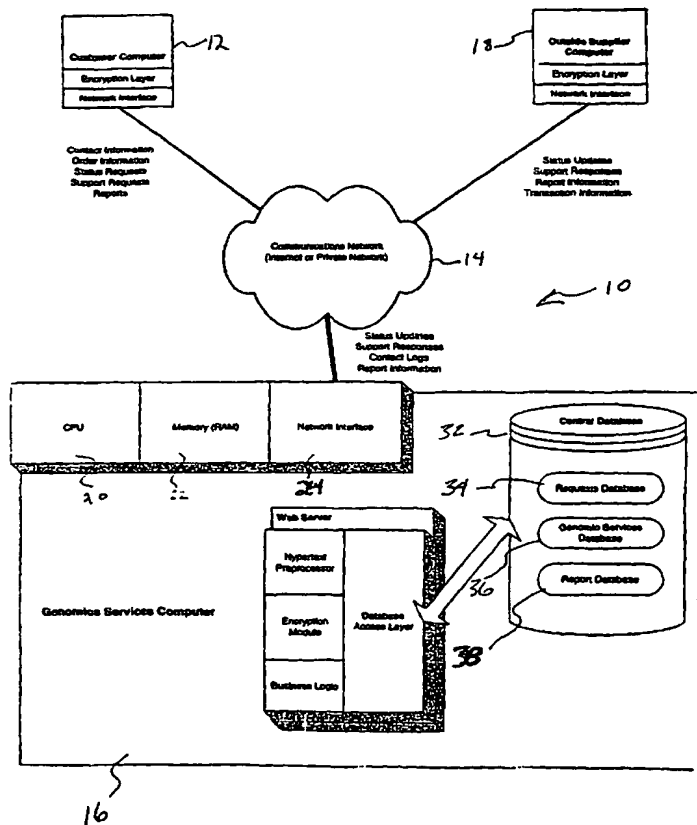 Customer Computer
Encryption Layer
Network Interface
12
18
Outside Supplier
Computer
Encryption Layer
Network Interface
Contact Information
Order Information
Status Requests
Support Requests
Reports
Status Updates
Support Responses
Report Information
Transaction Information
Communications Network
(Internet or Private Network)
14
10
Status Updates
Support Responses
Contact Logs
Report Information
CPU
Memory (RAM)
Network Interface
20
22
24
32
Central Database
34
Requests Database
Genomic Services
Database
36
Report Database
38
Web Server
Hypertext
Preprocessor
Encryption
Module
Business Logic
Database
Access Layer
Genomics Services Computer
16